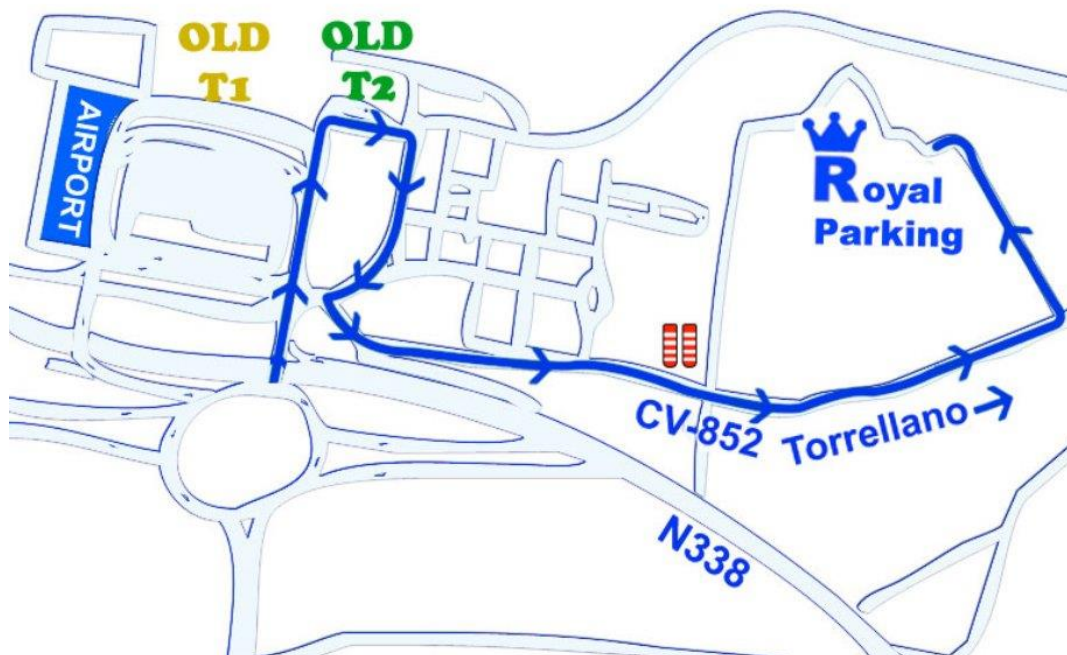 OLD
T1
OLD
T2
AIRPORT
Royal
Parking
CV-852
Torrellano
N338